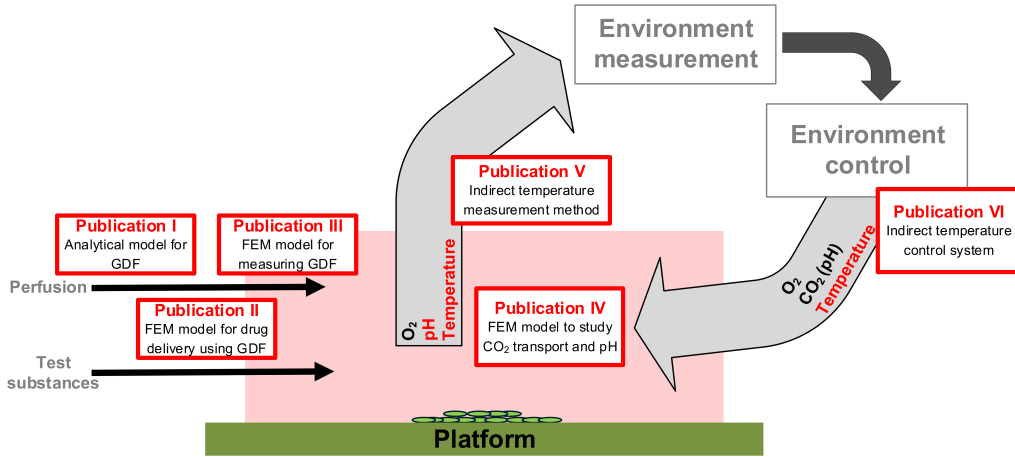 Environment
measurement
Environment
control
Publication V
Indirect temperature
measurement method
Publication VI
Indirect temperature
control system
Publication I
Analytical model for
GDF
Publication III
FEM model for
measuring GDF
Perfusion
Publication II
FEM model for drug
delivery using GDF
Test
substances
O₂
pH
Temperature
Publication IV
FEM model to study
CO₂ transport and pH
O₂
CO₂ (pH)
Temperature
Platform